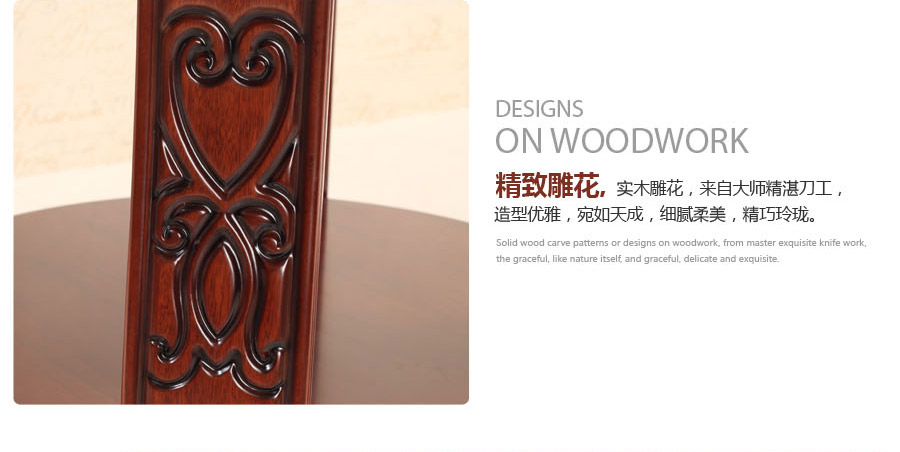 DESIGNS
ON WOODWORK
精致雕花, 实木雕花，来自大师精湛刀工，
造型优雅，宛如天成，细腻柔美，精巧玲珑。
Solid wood carve patterns or designs on woodwork, from master exquisite knife work,
the graceful, like nature itself, and graceful, delicate and exquisite.